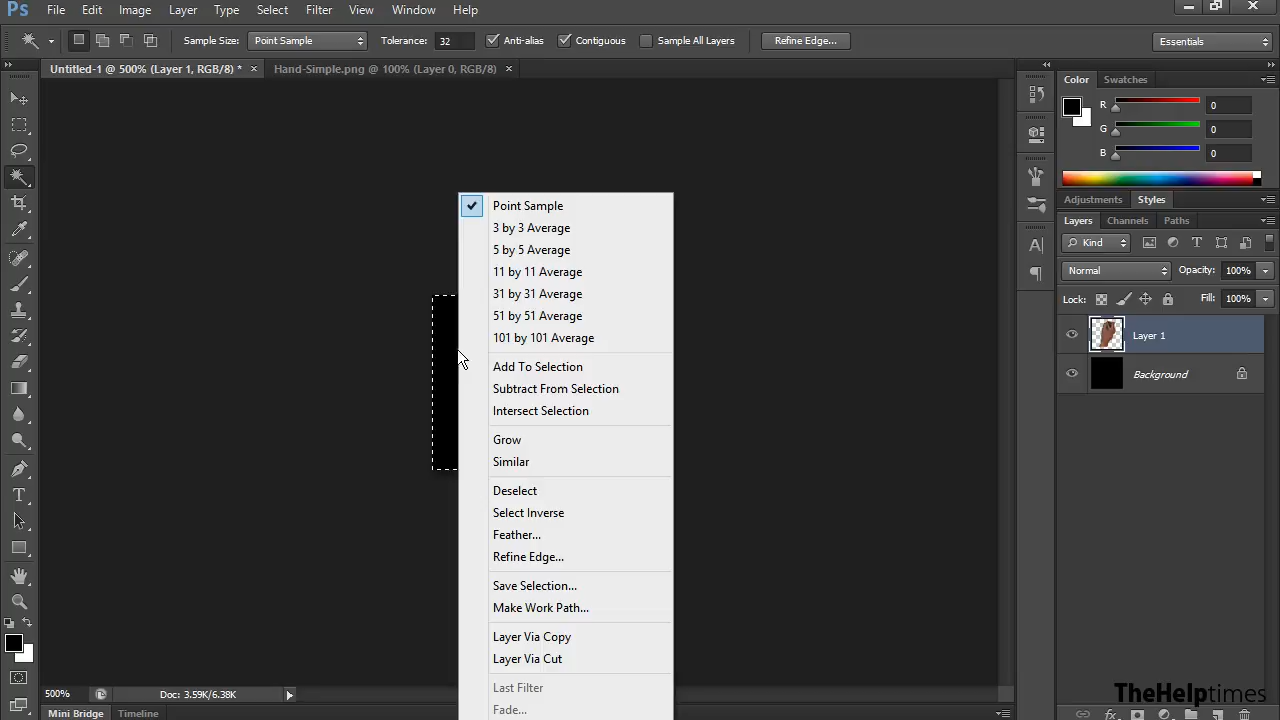 Ps File Edit Image Layer Type Select Filter View Window Help
Sample Size: Point Sample Tolerance: 32 Anti-alias Contiguous Sample All Layers Refine Edge... Essentials
Untitled-1 @ 500% (Layer 1, RGB/8) * Hand-Simple.png @ 100% (Layer 0, RGB/8)
Color Swatches
R 0
G 0
B 0
Adjustments Styles
Layers Channels Paths
Kind
Normal Opacity: 100%
Lock: Fill: 100%
Layer 1
Background
Point Sample
3 by 3 Average
5 by 5 Average
11 by 11 Average
31 by 31 Average
51 by 51 Average
101 by 101 Average
Add To Selection
Subtract From Selection
Intersect Selection
Grow
Similar
Deselect
Select Inverse
Feather...
Refine Edge...
Save Selection...
Make Work Path...
Layer Via Copy
Layer Via Cut
Last Filter
Fade...
500% Doc: 3.59K/6.38K
Mini Bridge Timeline
TheHelptimes